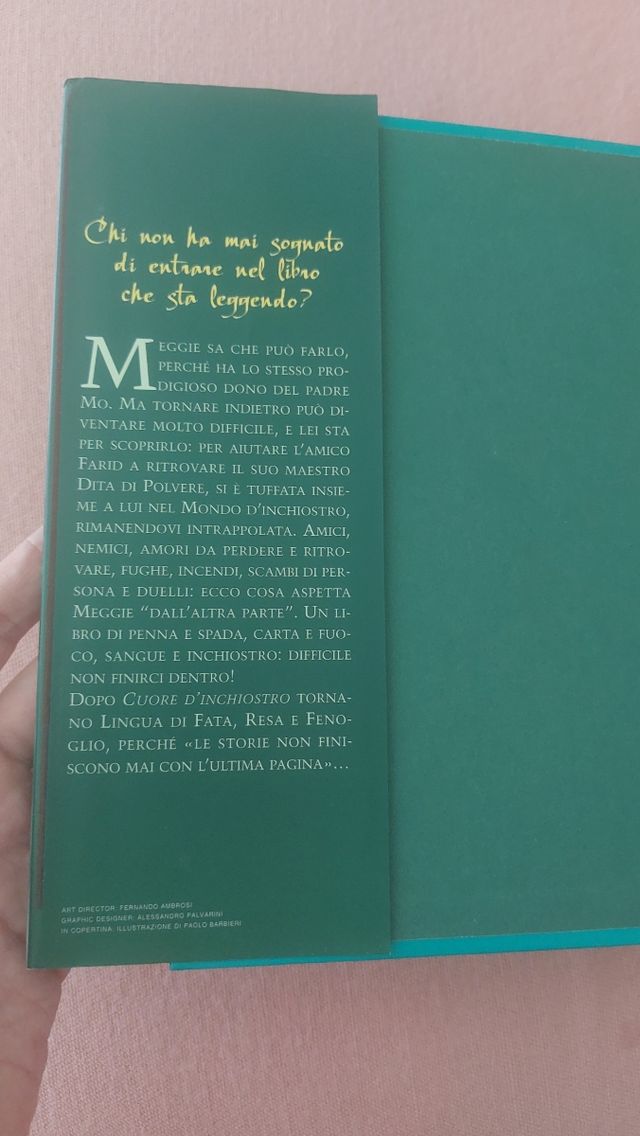 Chi non ha mai sognato
di entrare nel libro
che sta leggendo?
MEGGIE SA CHE PUÒ FARLO,
PERCHÉ HA LO STESSO PRO-
DIGIOSO DONO DEL PADRE
MO. MA TORNARE INDIETRO PUÒ DI-
VENTARE MOLTO DIFFICILE, E LEI STA
PER SCOPRIRLO: PER AIUTARE L'AMICO
FARID A RITROVARE IL SUO MAESTRO
DITA DI POLVERE, SI È TUFFATA INSIE-
ME A LUI NEL MONDO D'INCHIOSTRO,
RIMANENDOVI INTRAPPOLATA. AMICI,
NEMICI, AMORI DA PERDERE E RITRO-
VARE, FUGHE, INCENDI, SCAMBI DI PER-
SONA E DUELLI: ECCO COSA ASPETTA
MEGGIE “DALL'ALTRA PARTE”. UN LI-
BRO DI PENNA E SPADA, CARTA E FUO-
CO, SANGUE E INCHIOSTRO: DIFFICILE
NON FINIRCI DENTRO!
DOPO CUORE D'INCHIOSTRO TORNA-
NO LINGUA DI FATA, RESA E FENO-
GLIO, PERCHÉ «LE STORIE NON FINI-
SCONO MAI CON L'ULTIMA PAGINA»...
ART DIRECTOR: FERNANDO AMBROSI
GRAPHIC DESIGNER: ALESSANDRO FALVARINI
IN COPERTINA: ILLUSTRAZIONE DI PAOLO BARBIERI